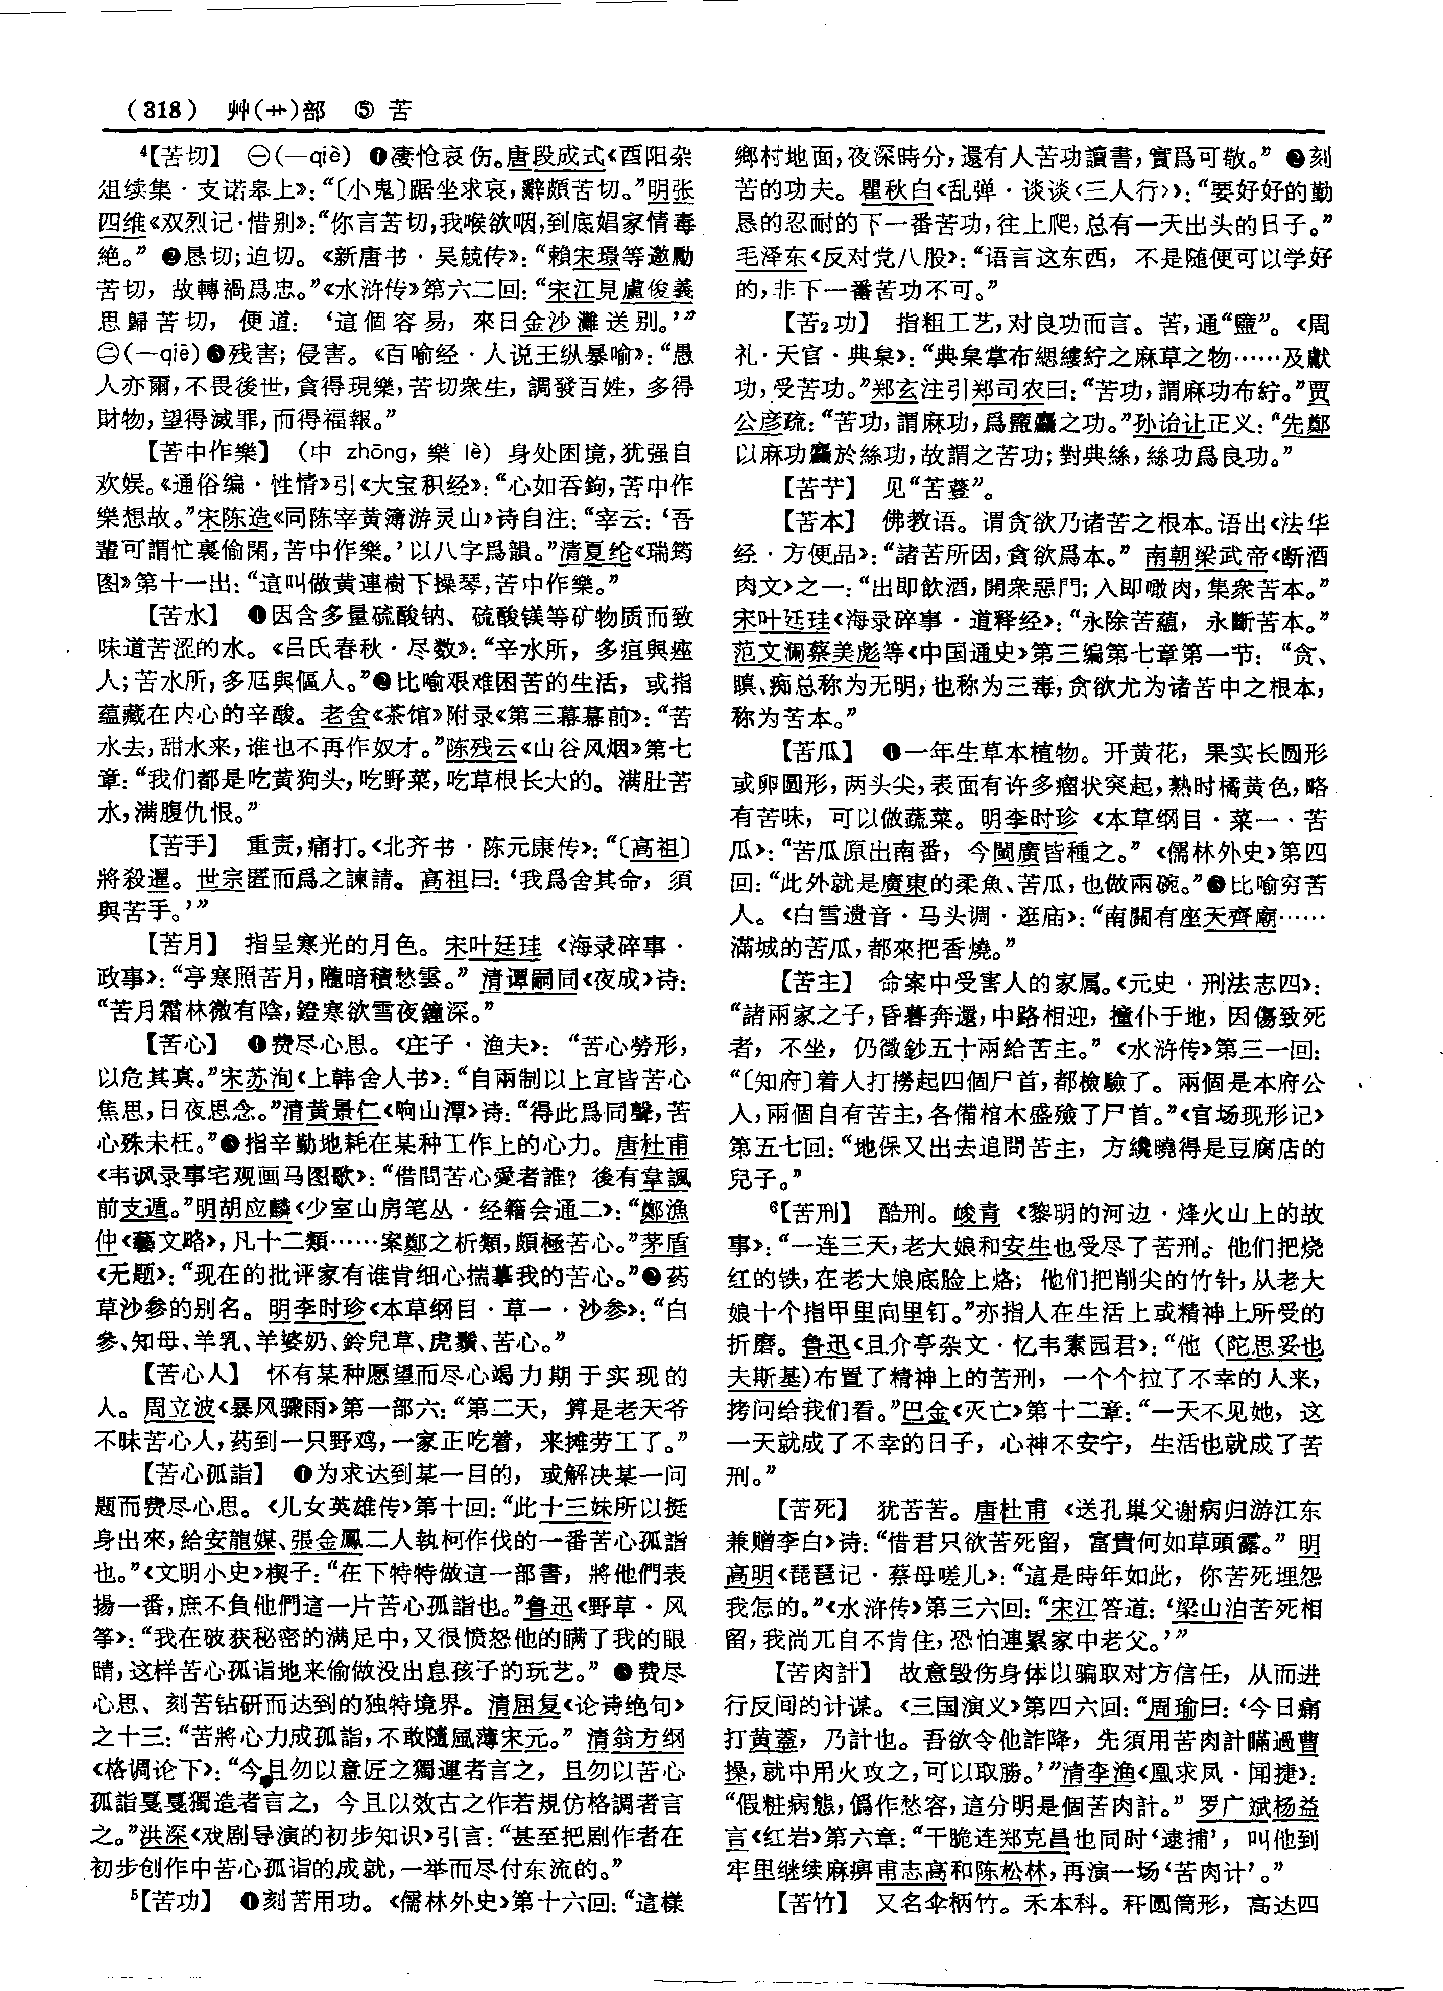 (318) 艸(艹)部 ⑤ 苦
⁴【苦切】 ㊀(—qiè) ❶凄怆哀伤。唐段成式《酉阳杂
俎续集·支诺皋上》：“〔小鬼〕踞坐求哀，辭頗苦切。”明张
四维《双烈记·惜别》：“你言苦切，我喉欲咽，到底娼家情毒
絶。” ❷恳切；迫切。《新唐书·吴兢传》：“賴宋璟等邀勵
苦切，故轉禍爲忠。”《水浒传》第六二回：“宋江見盧俊義
思歸苦切，便道：‘這個容易，來日金沙灘送别。’”
㊁(—qiē)❸残害；侵害。《百喻经·人说王纵暴喻》：“愚
人亦爾，不畏後世，貪得現樂，苦切衆生，調發百姓，多得
財物，望得滅罪，而得福報。”
【苦中作樂】 (中 zhōng，樂 lè) 身处困境，犹强自
欢娱。《通俗编·性情》引《大宝积经》：“心如吞鉤，苦中作
樂想故。”宋陈造《同陈宰黄簿游灵山》诗自注：“宰云：‘吾
輩可謂忙裏偷閑，苦中作樂。’以八字爲韻。”清夏纶《瑞筠
图》第十一出：“這叫做黄連樹下操琴，苦中作樂。”
【苦水】 ❶因含多量硫酸钠、硫酸镁等矿物质而致
味道苦涩的水。《吕氏春秋·尽数》：“辛水所，多疽與痤
人；苦水所，多尪與傴人。”❷比喻艰难困苦的生活，或指
蕴藏在内心的辛酸。老舍《茶馆》附录《第三幕幕前》：“苦
水去，甜水来，谁也不再作奴才。”陈残云《山谷风烟》第七
章：“我们都是吃黄狗头，吃野菜，吃草根长大的。满肚苦
水，满腹仇恨。”
【苦手】 重责，痛打。《北齐书·陈元康传》：“〔高祖〕
將殺暹。世宗匿而爲之諫請。高祖曰：‘我爲舍其命，須
與苦手。’”
【苦月】 指呈寒光的月色。宋叶廷珪《海录碎事·
政事》：“亭寒照苦月，隴暗積愁雲。” 清谭嗣同《夜成》诗：
“苦月霜林微有陰，鐙寒欲雪夜鐘深。”
【苦心】 ❶费尽心思。《庄子·渔夫》：“苦心勞形，
以危其真。”宋苏洵《上韩舍人书》：“自兩制以上宜皆苦心
焦思，日夜思念。”清黄景仁《响山潭》诗：“得此爲同聲，苦
心殊未枉。”❷指辛勤地耗在某种工作上的心力。唐杜甫
《韦讽录事宅观画马图歌》：“借問苦心愛者誰？後有韋諷
前支遁。”明胡应麟《少室山房笔丛·经籍会通二》：“鄭漁
仲《藝文略》，凡十二類……案鄭之析類，頗極苦心。”茅盾
《无题》：“现在的批评家有谁肯细心揣摹我的苦心。”❷药
草沙参的别名。明李时珍《本草纲目·草一·沙参》：“白
參、知母、羊乳、羊婆奶、鈴兒草、虎鬚、苦心。”
【苦心人】 怀有某种愿望而尽心竭力期于实现的
人。周立波《暴风骤雨》第一部六：“第二天，算是老天爷
不昧苦心人，药到一只野鸡，一家正吃着，来摊劳工了。”
【苦心孤詣】 ❶为求达到某一目的，或解决某一问
题而费尽心思。《儿女英雄传》第十回：“此十三妹所以挺
身出來，給安龍媒、張金鳳二人執柯作伐的一番苦心孤詣
也。”《文明小史》楔子：“在下特特做這一部書，將他們表
揚一番，庶不負他們這一片苦心孤詣也。”鲁迅《野草·风
筝》：“我在破获秘密的满足中，又很愤怒他的瞒了我的眼
睛，这样苦心孤诣地来偷做没出息孩子的玩艺。” ❷费尽
心思、刻苦钻研而达到的独特境界。清屈复《论诗绝句》
之十三：“苦將心力成孤詣，不敢隨風薄宋元。” 清翁方纲
《格调论下》：“今且勿以意匠之獨運者言之，且勿以苦心
孤詣戛戛獨造者言之，今且以效古之作若規仿格調者言
之。”洪深《戏剧导演的初步知识》引言：“甚至把剧作者在
初步创作中苦心孤诣的成就，一举而尽付东流的。”
⁵【苦功】 ❶刻苦用功。《儒林外史》第十六回：“這樣
鄉村地面，夜深時分，還有人苦功讀書，實爲可敬。” ❷刻
苦的功夫。瞿秋白《乱弹·谈谈〈三人行〉》：“要好好的勤
恳的忍耐的下一番苦功，往上爬，总有一天出头的日子。”
毛泽东《反对党八股》：“语言这东西，不是随便可以学好
的，非下一番苦功不可。”
【苦₂功】 指粗工艺，对良功而言。苦，通“盬”。《周
礼·天官·典枲》：“典枲掌布緦縷紵之麻草之物……及獻
功，受苦功。”郑玄注引郑司农曰：“苦功，謂麻功布紵。”贾
公彦疏：“苦功，謂麻功，爲盬麤之功。”孙诒让正义：“先鄭
以麻功麤於絲功，故謂之苦功；對典絲，絲功爲良功。”
【苦艼】 见“苦薹”。
【苦本】 佛教语。谓贪欲乃诸苦之根本。语出《法华
经·方便品》：“諸苦所因，貪欲爲本。” 南朝梁武帝《断酒
肉文》之一：“出即飲酒，開衆惡門；入即噉肉，集衆苦本。”
宋叶廷珪《海录碎事·道释经》：“永除苦蘊，永斷苦本。”
范文澜蔡美彪等《中国通史》第三编第七章第一节：“贪、
瞋、痴总称为无明，也称为三毒，贪欲尤为诸苦中之根本，
称为苦本。”
【苦瓜】 ❶一年生草本植物。开黄花，果实长圆形
或卵圆形，两头尖，表面有许多瘤状突起，熟时橘黄色，略
有苦味，可以做蔬菜。明李时珍《本草纲目·菜一·苦
瓜》：“苦瓜原出南番，今閩廣皆種之。”《儒林外史》第四
回：“此外就是廣東的柔魚、苦瓜，也做兩碗。”❷比喻穷苦
人。《白雪遗音·马头调·逛庙》：“南關有座天齊廟……
滿城的苦瓜，都來把香燒。”
【苦主】 命案中受害人的家属。《元史·刑法志四》：
“諸兩家之子，昏暮奔還，中路相迎，撞仆于地，因傷致死
者，不坐，仍徵鈔五十兩給苦主。”《水浒传》第三一回：
“〔知府〕着人打撈起四個尸首，都檢驗了。兩個是本府公
人，兩個自有苦主，各備棺木盛殮了尸首。”《官场现形记》
第五七回：“地保又出去追問苦主，方纔曉得是豆腐店的
兒子。”
⁶【苦刑】 酷刑。峻青《黎明的河边·烽火山上的故
事》：“一连三天，老大娘和安生也受尽了苦刑。他们把烧
红的铁，在老大娘底脸上烙；他们把削尖的竹针，从老大
娘十个指甲里向里钉。”亦指人在生活上或精神上所受的
折磨。鲁迅《且介亭杂文·忆韦素园君》：“他（陀思妥也
夫斯基）布置了精神上的苦刑，一个个拉了不幸的人来，
拷问给我们看。”巴金《灭亡》第十二章：“一天不见她，这
一天就成了不幸的日子，心神不安宁，生活也就成了苦
刑。”
【苦死】 犹苦苦。唐杜甫《送孔巢父谢病归游江东
兼赠李白》诗：“惜君只欲苦死留，富貴何如草頭露。” 明
高明《琵琶记·蔡母嗟儿》：“這是時年如此，你苦死埋怨
我怎的。”《水浒传》第三六回：“宋江答道：‘梁山泊苦死相
留，我尚兀自不肯住，恐怕連累家中老父。’”
【苦肉計】 故意毁伤身体以骗取对方信任，从而进
行反间的计谋。《三国演义》第四六回：“周瑜曰：‘今日痛
打黄蓋，乃計也。吾欲令他詐降，先須用苦肉計瞞過曹
操，就中用火攻之，可以取勝。’”清李渔《凰求凤·闻捷》：
“假粧病態，僞作愁容，這分明是個苦肉計。” 罗广斌杨益
言《红岩》第六章：“干脆连郑克昌也同时‘逮捕’，叫他到
牢里继续麻痹甫志高和陈松林，再演一场‘苦肉计’。”
【苦竹】 又名伞柄竹。禾本科。秆圆筒形，高达四